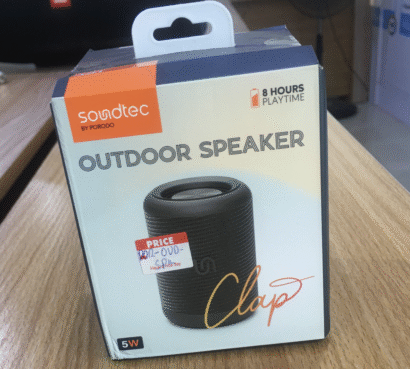 soundtec
BY PORODO
8 HOURS
PLAYTIME
OUTDOOR SPEAKER
PRICE
Clap
5W